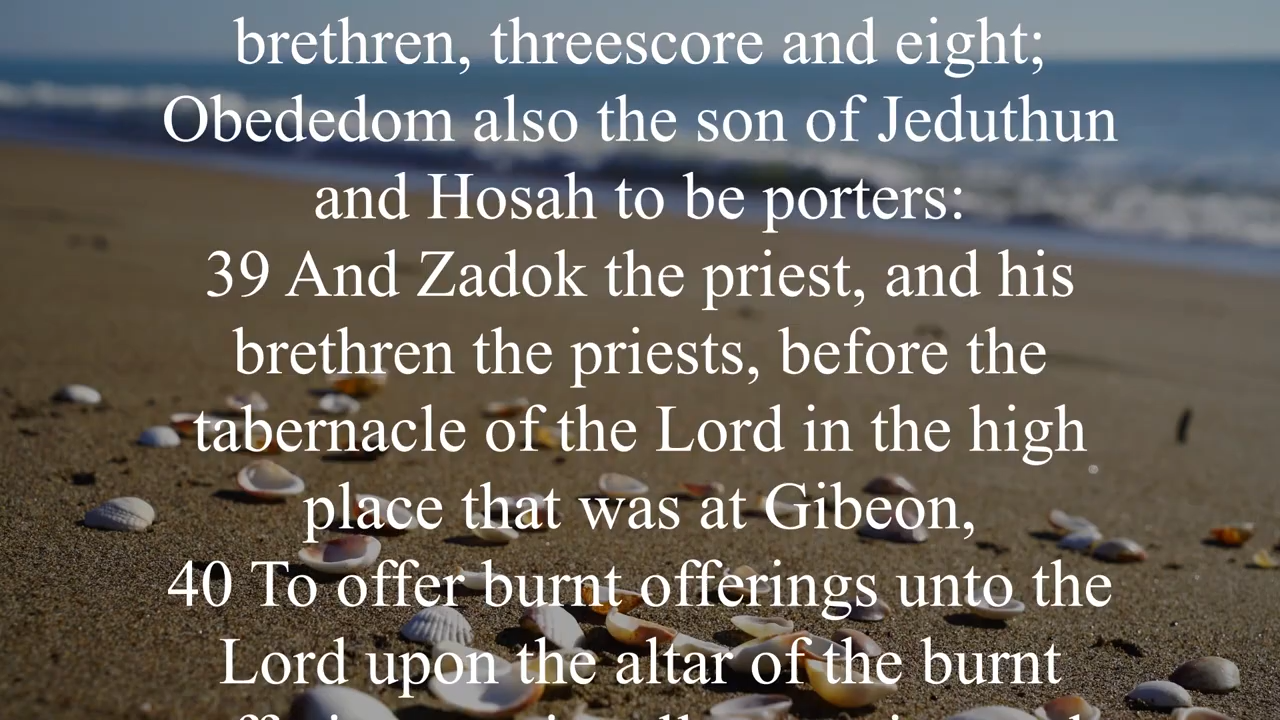 brethren, threescore and eight;
Obededom also the son of Jeduthun
and Hosah to be porters:
39 And Zadok the priest, and his
brethren the priests, before the
tabernacle of the Lord in the high
place that was at Gibeon,
40 To offer burnt offerings unto the
Lord upon the altar of the burnt